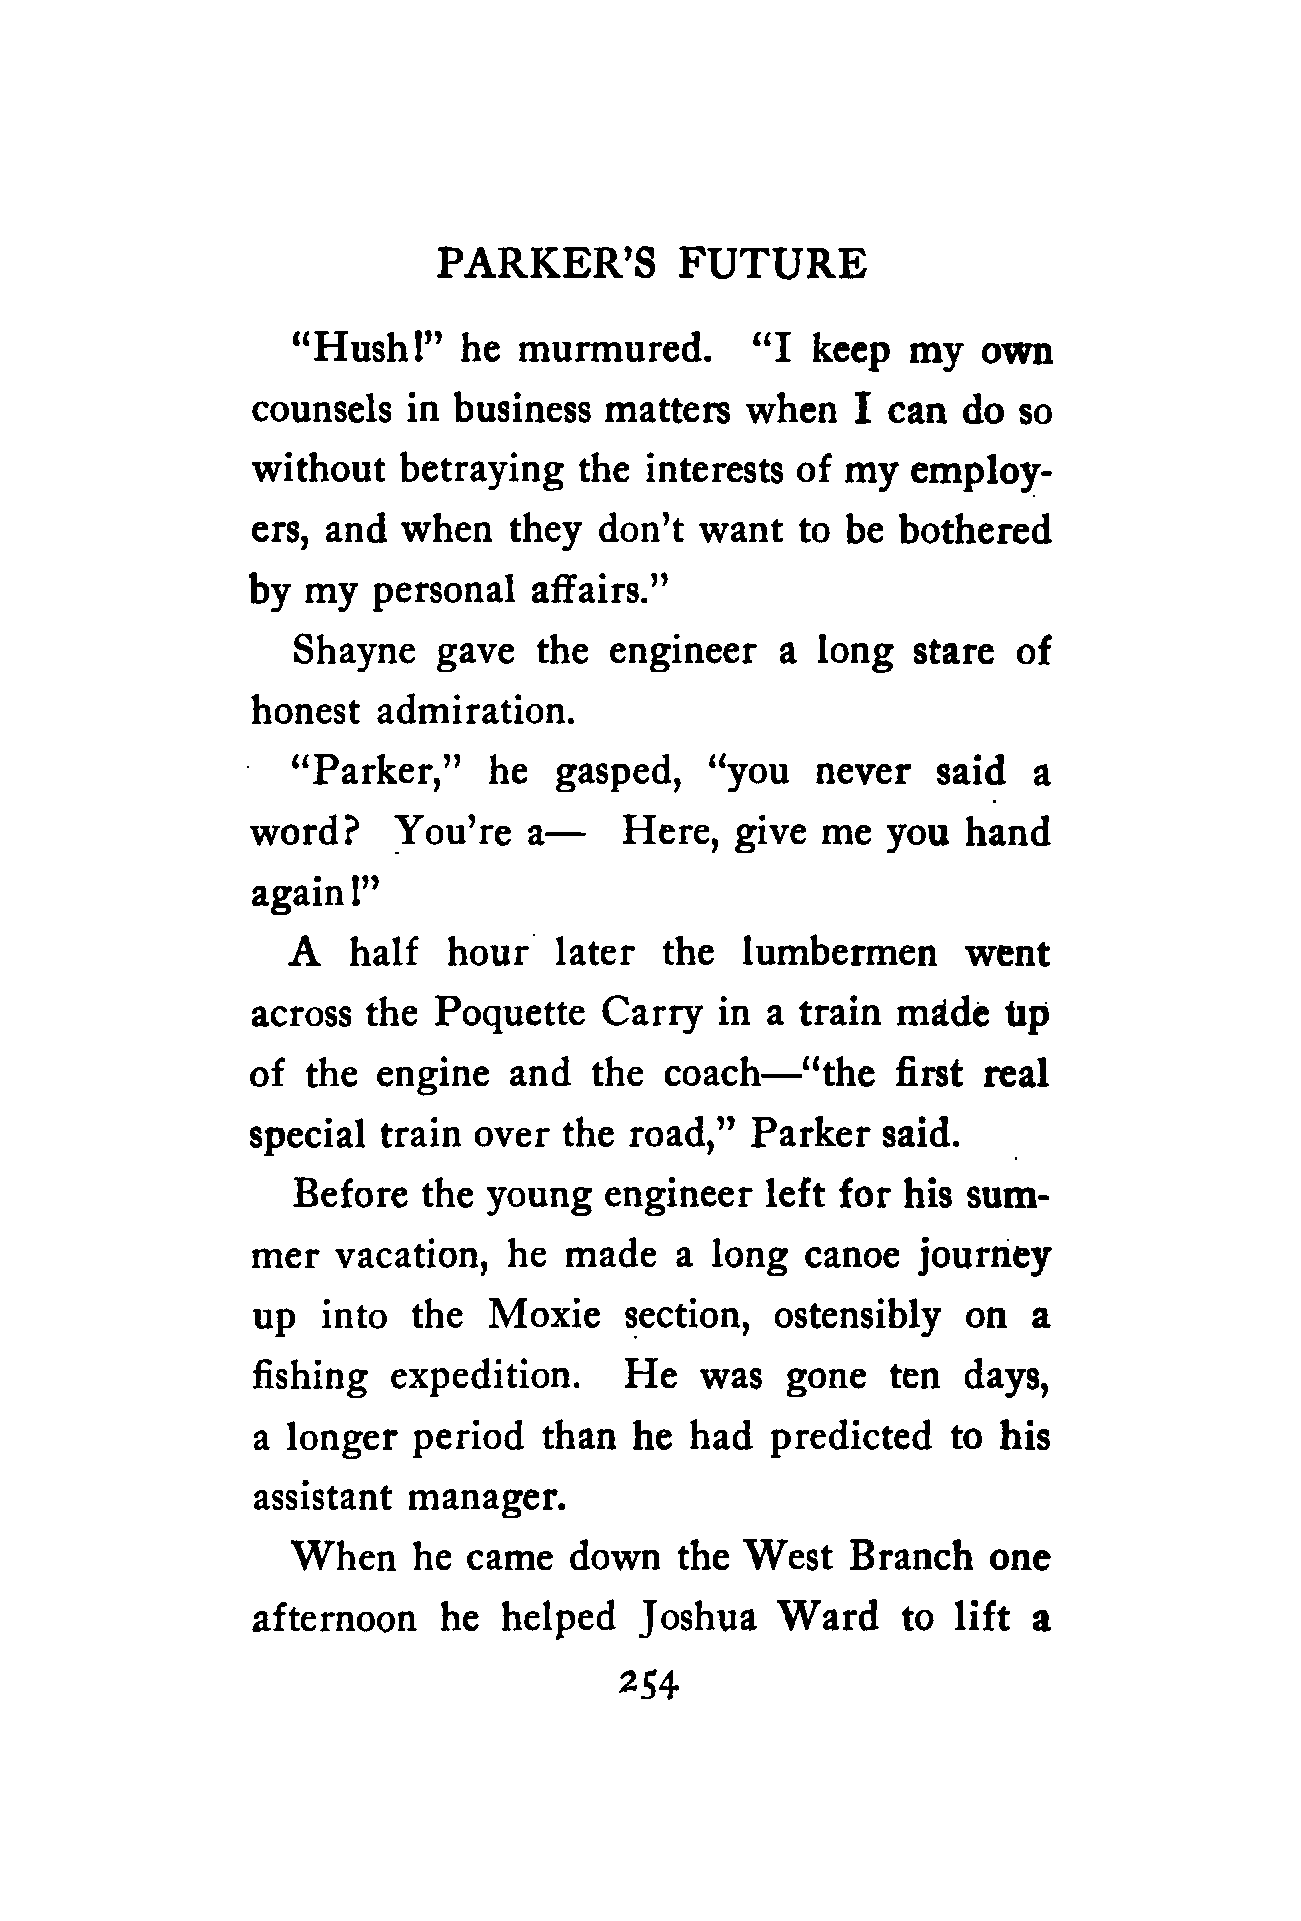 PARKER'S FUTURE
"Hush!" he murmured. "I keep my own
counsels in business matters when I can do so
without betraying the interests of my employ-
ers, and when they don't want to be bothered
by my personal affairs."
Shayne gave the engineer a long stare of
honest admiration.
"Parker," he gasped, "you never said a
word? You're a— Here, give me you hand
again!"
A half hour later the lumbermen went
across the Poquette Carry in a train made up
of the engine and the coach—"the first real
special train over the road," Parker said.
Before the young engineer left for his sum-
mer vacation, he made a long canoe journey
up into the Moxie section, ostensibly on a
fishing expedition. He was gone ten days,
a longer period than he had predicted to his
assistant manager.
When he came down the West Branch one
afternoon he helped Joshua Ward to lift a
254